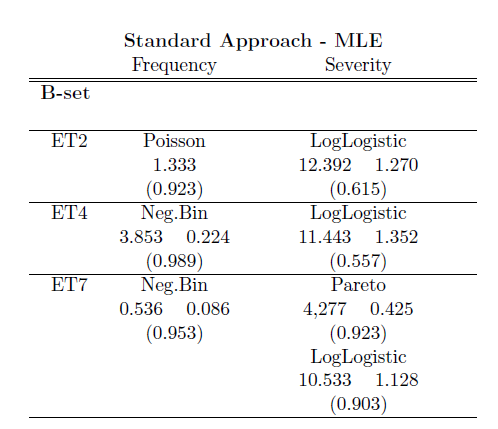 Standard Approach - MLE
Frequency Severity
B-set
ET2 Poisson LogLogistic
1.333 12.392 1.270
(0.923) (0.615)
ET4 Neg.Bin LogLogistic
3.853 0.224 11.443 1.352
(0.989) (0.557)
ET7 Neg.Bin Pareto
0.536 0.086 4,277 0.425
(0.953) (0.923)
LogLogistic
10.533 1.128
(0.903)